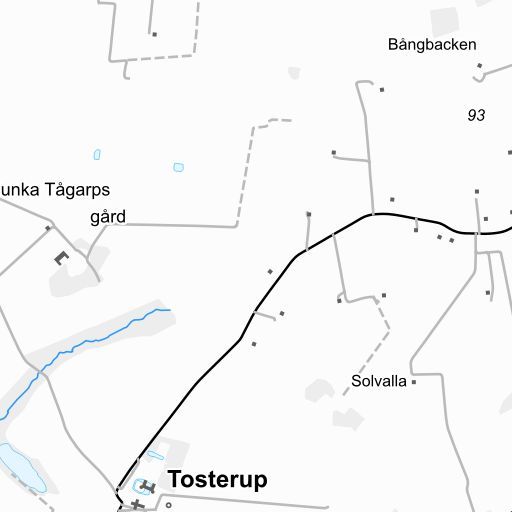 Bångbacken
93
unka Tågarps
gård
Solvalla
Tosterup